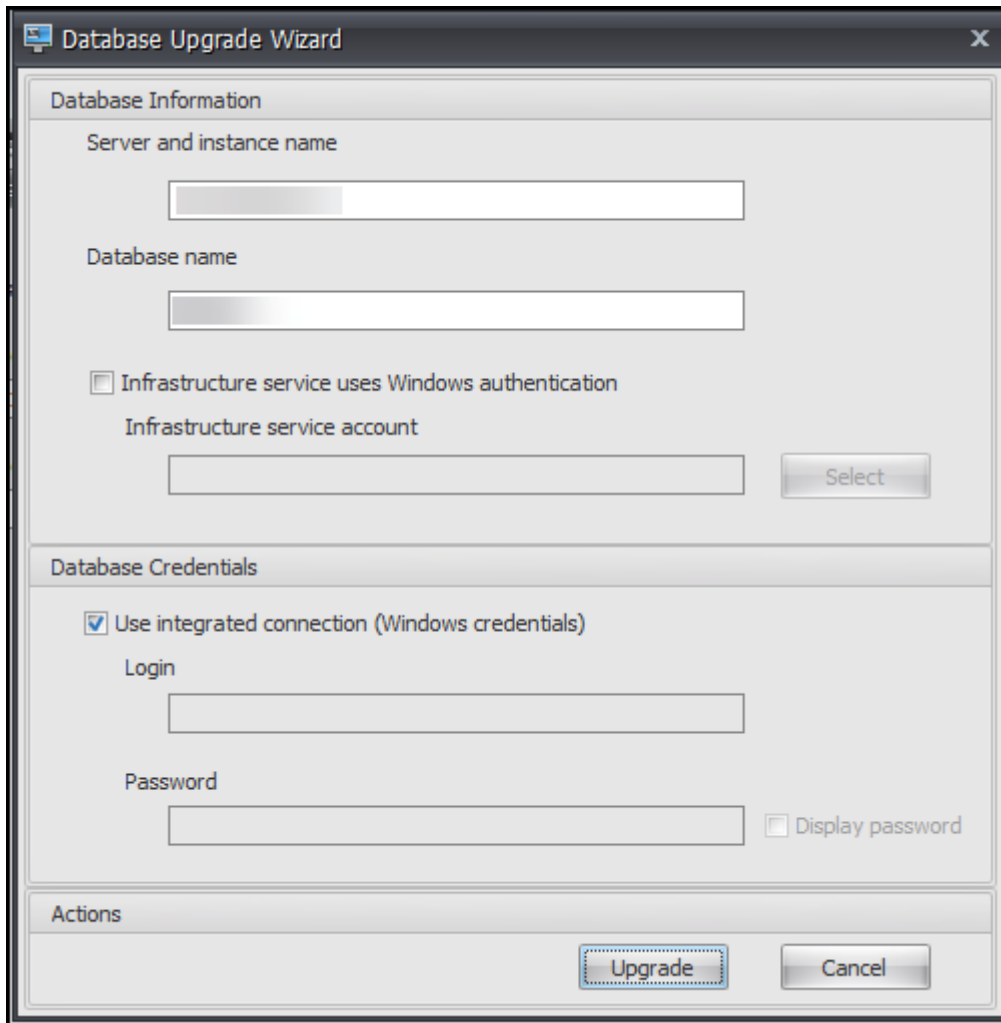 Database Upgrade Wizard
Database Information
Server and instance name
Database name
Infrastructure service uses Windows authentication
Infrastructure service account
Select
Database Credentials
Use integrated connection (Windows credentials)
Login
Password
Display password
Actions
Upgrade Cancel